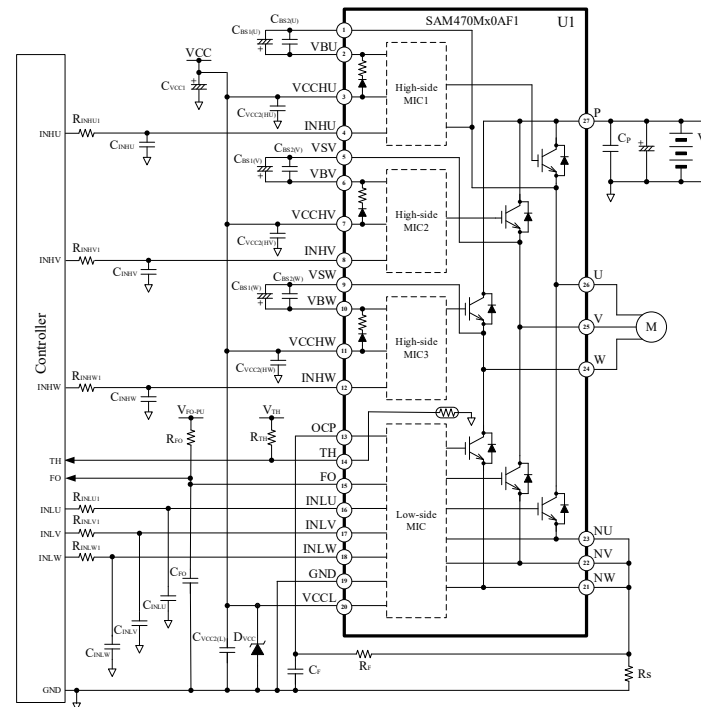 SAM470Mx0AF1
U1
CBS2(U)
CBS1(U)
1
VBU
2
VCC
CVCC1
VCCHU
3
CVCC2(HU)
High-side
MIC1
RINHU1
INHU
CINHU
INHU
4
P
27
CP
V
VSV
5
CBS2(V)
CBS1(V)
VBV
6
VCCHV
7
CVCC2(HV)
High-side
MIC2
RINHV1
INHV
CINHV
INHV
8
VSW
9
CBS2(W)
CBS1(W)
VBW
10
VCCHW
11
CVCC2(HW)
High-side
MIC3
U
26
V
25
W
24
M
Controller
RINHW1
INHW
CINHW
INHW
12
VFO-PU
VTH
RFO
RTH
OCP
13
TH
TH
14
FO
FO
15
RINLU1
INLU
INLU
16
RINLV1
INLV
INLV
17
RINLW1
INLW
INLW
18
Low-side
MIC
NU
23
NV
22
NW
21
GND
19
VCCL
20
CFO
CINLU
CINLV
CINLW
CVCC2(L)
DVCC
CF
RF
RS
GND